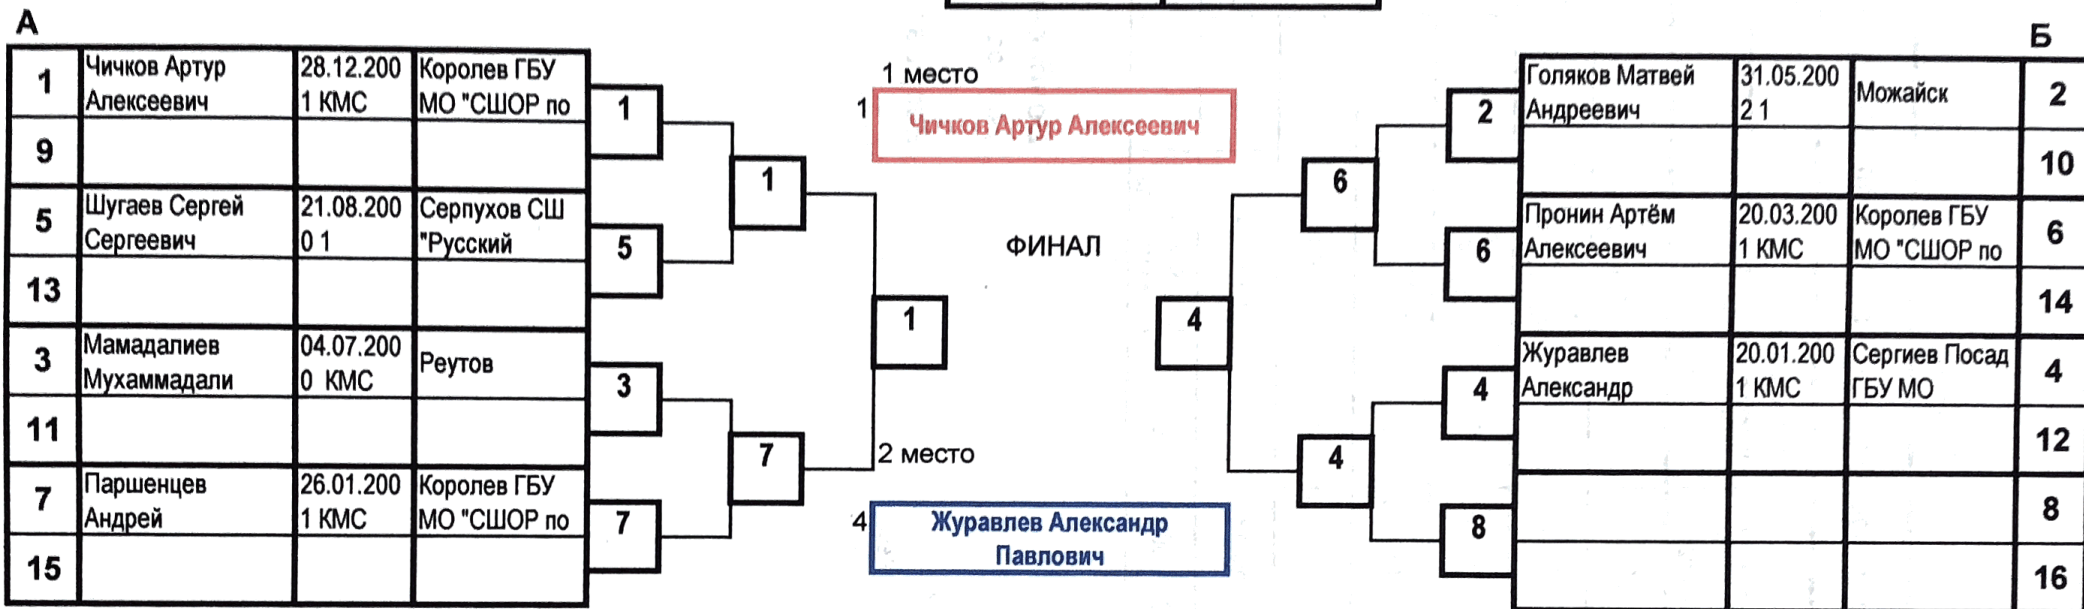 А
Б
1 Чичков Артур 28.12.200 Королев ГБУ
Алексеевич 1 КМС МО "СШОР по
9
5 Шугаев Сергей 21.08.200 Серпухов СШ
Сергеевич 0 1 "Русский
13
3 Мамадалиев 04.07.200 Реутов
Мухаммадали 0 КМС
11
7 Паршенцев 26.01.200 Королев ГБУ
Андрей 1 КМС МО "СШОР по
15
1
5
3
7
1
7
1
1 место
1 Чичков Артур Алексеевич
ФИНАЛ
2 место
4 Журавлев Александр
Павлович
4
6
4
2
6
4
8
Голяков Матвей 31.05.200 Можайск 2
Андреевич 2 1
10
Пронин Артём 20.03.200 Королев ГБУ 6
Алексеевич 1 КМС МО "СШОР по
14
Журавлев 20.01.200 Сергиев Посад 4
Александр 1 КМС ГБУ МО
12
8
16